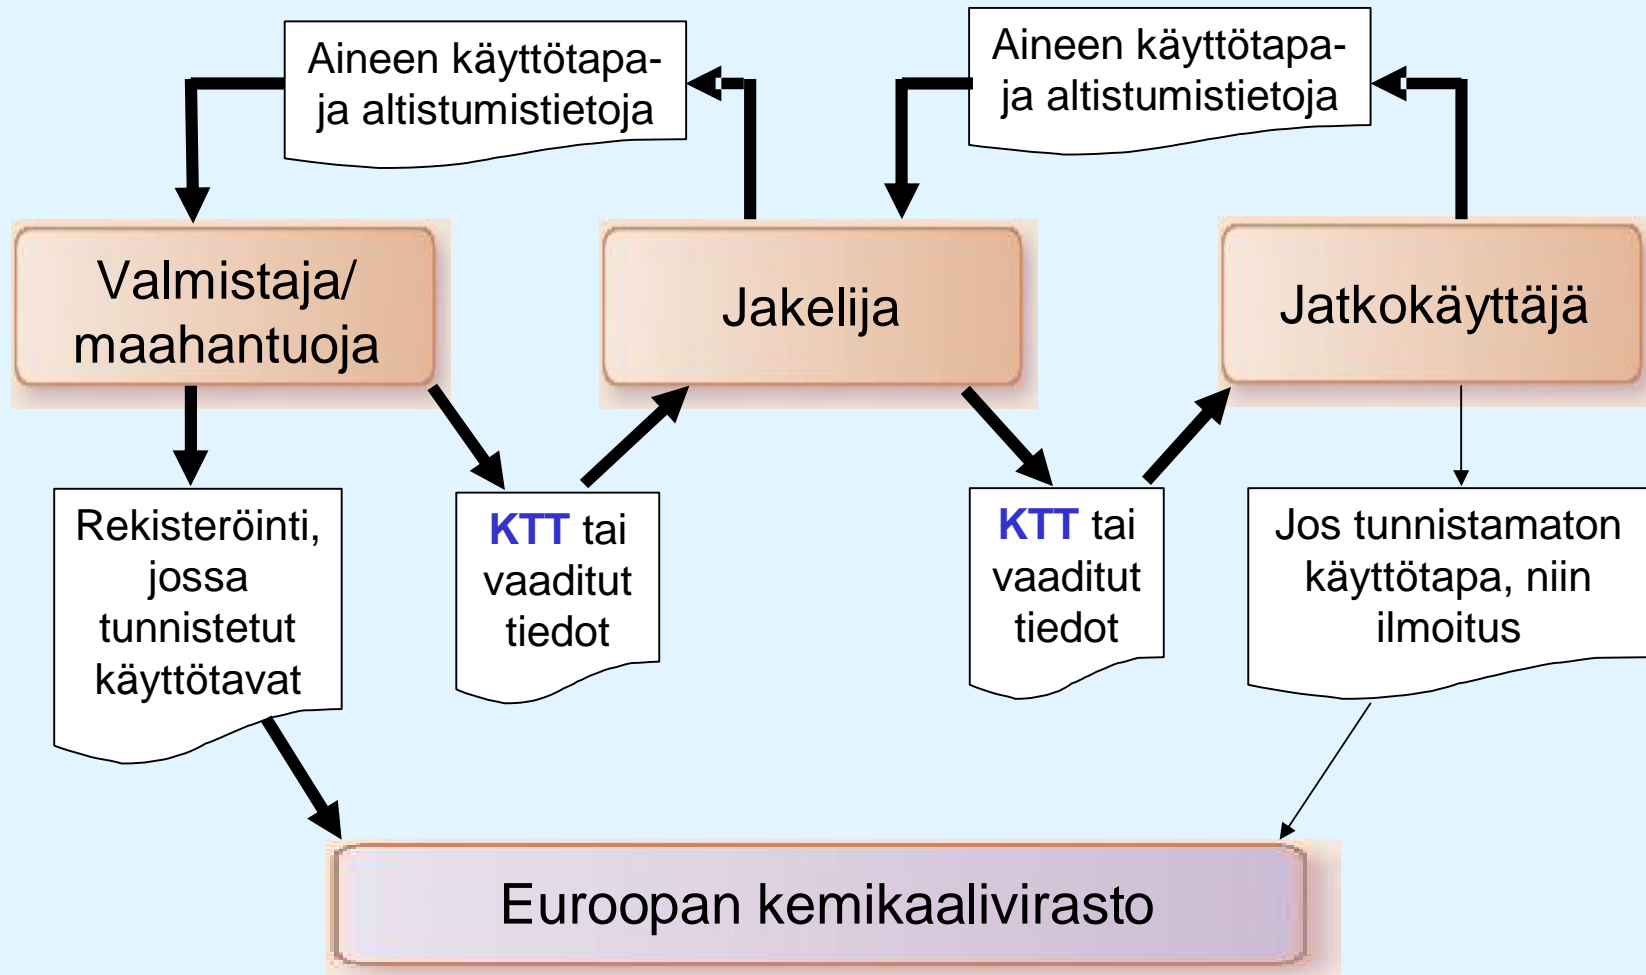 Aineen käyttötapa-
ja altistumistietoja
Aineen käyttötapa-
ja altistumistietoja
Valmistaja/
maahantuoja
Jakelija
Jatkokäyttäjä
Rekisteröinti,
jossa
tunnistetut
käyttötavat
KTT tai
vaaditut
tiedot
KTT tai
vaaditut
tiedot
Jos tunnistamaton
käyttötapa, niin
ilmoitus
Euroopan kemikaalivirasto